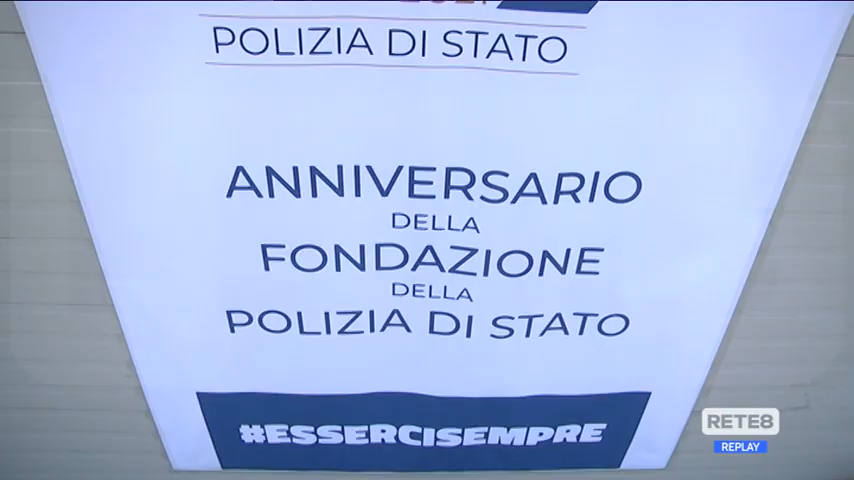 POLIZIA DI STATO
ANNIVERSARIO
DELLA
FONDAZIONE
DELLA
POLIZIA DI STATO
#ESSERCISEMPRE
RETE8
REPLAY